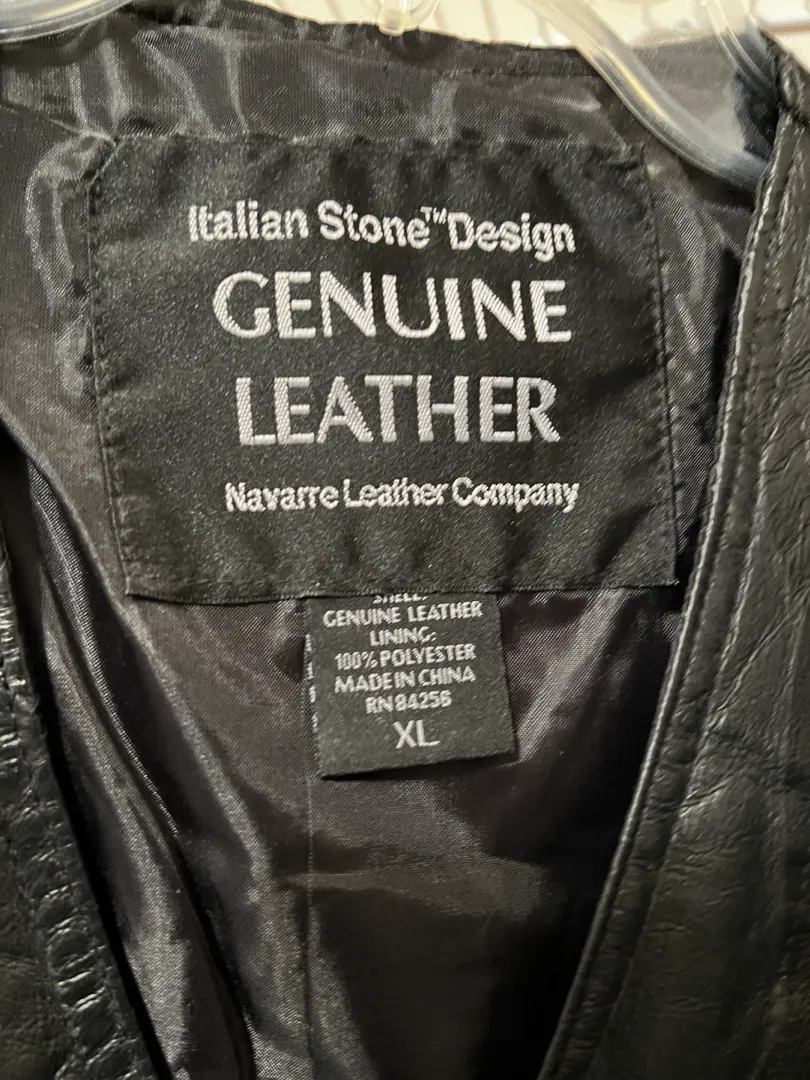 Italian Stone™ Design
GENUINE
LEATHER
Navarre Leather Company
SHELL:
GENUINE LEATHER
LINING:
100% POLYESTER
MADE IN CHINA
RN 84256
XL